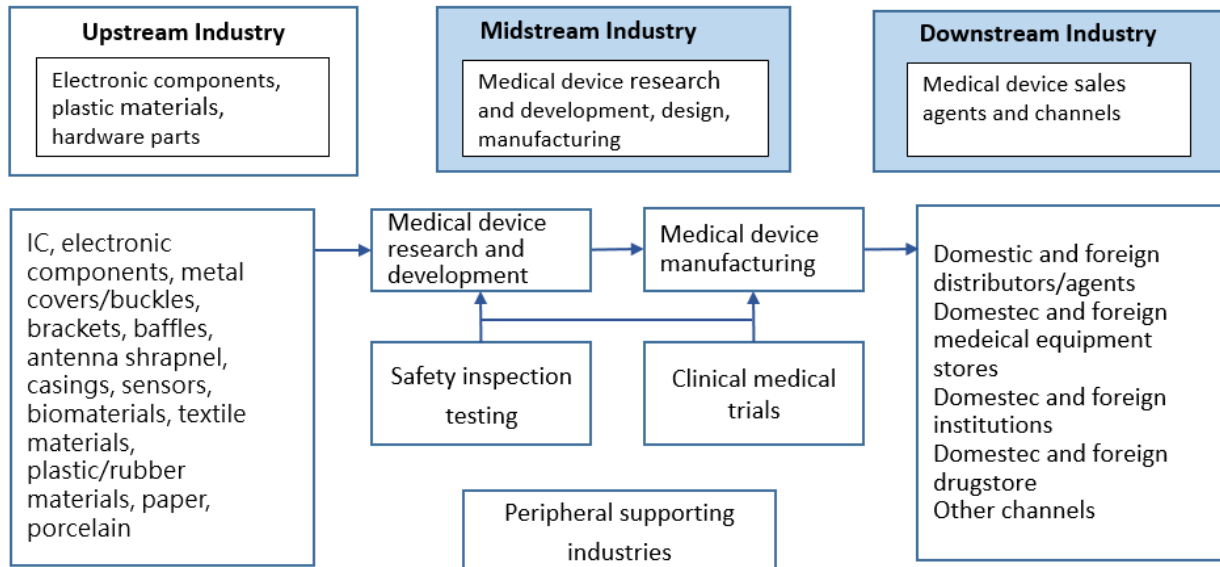 Upstream Industry
Electronic components,
plastic materials,
hardware parts
Midstream Industry
Medical device research
and development, design,
manufacturing
Downstream Industry
Medical device sales
agents and channels
IC, electronic
components, metal
covers/buckles,
brackets, baffles,
antenna shrapnel,
casings, sensors,
biomaterials, textile
materials,
plastic/rubber
materials, paper,
porcelain
Medical device
research and
development
Medical device
manufacturing
Safety inspection
testing
Clinical medical
trials
Peripheral supporting
industries
Domestic and foreign
distributors/agents
Domestec and foreign
medeical equipment
stores
Domestec and foreign
institutions
Domestec and foreign
drugstore
Other channels